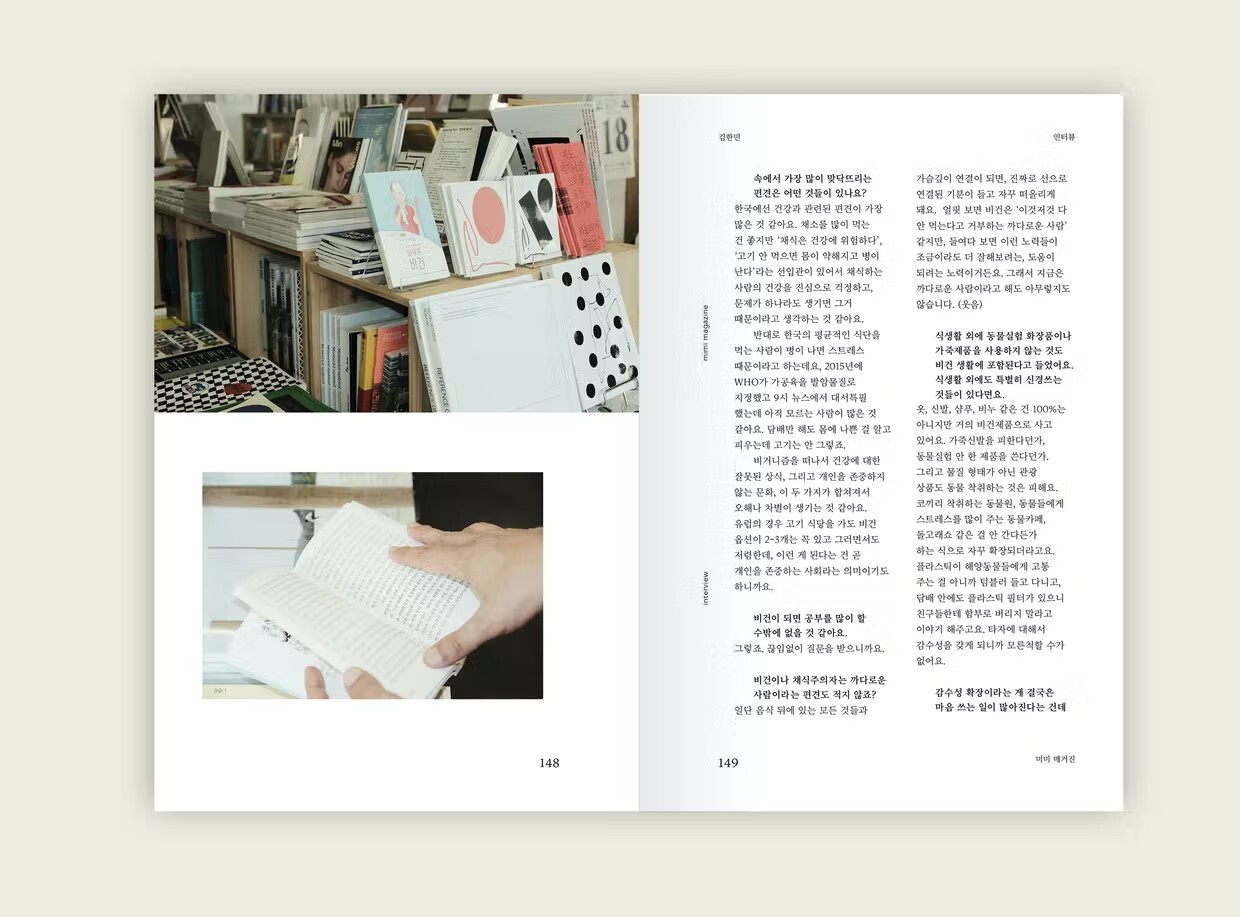 18
Min
아무튼,
비건
148
김한민
인터뷰
mimi magazine
interview
속에서 가장 많이 맞닥뜨리는
편견은 어떤 것들이 있나요?
한국에선 건강과 관련된 편견이 가장
많은 것 같아요. 채소를 많이 먹는
건 좋지만 ‘채식은 건강에 위험하다’,
‘고기 안 먹으면 몸이 약해지고 병이
난다’라는 선입관이 있어서 채식하는
사람의 건강을 진심으로 걱정하고,
문제가 하나라도 생기면 그거
때문이라고 생각하는 것 같아요.
반대로 한국의 평균적인 식단을
먹는 사람이 병이 나면 스트레스
때문이라고 하는데요, 2015년에
WHO가 가공육을 발암물질로
지정했고 9시 뉴스에서 대서특필
했는데 아직 모르는 사람이 많은 것
같아요. 담배만 해도 몸에 나쁜 걸 알고
피우는데 고기는 안 그렇죠.
비거니즘을 떠나서 건강에 대한
잘못된 상식, 그리고 개인을 존중하지
않는 문화, 이 두 가지가 합쳐져서
오해나 차별이 생기는 것 같아요.
유럽의 경우 고기 식당을 가도 비건
옵션이 2~3개는 꼭 있고 그러면서도
저렴한데, 이런 게 된다는 건 곧
개인을 존중하는 사회라는 의미이기도
하니까요.
비건이 되면 공부를 많이 할
수밖에 없을 것 같아요.
그렇죠. 끊임없이 질문을 받으니까요.
비건이나 채식주의자는 까다로운
사람이라는 편견도 적지 않죠?
일단 음식 뒤에 있는 모든 것들과
가슴깊이 연결이 되면, 진짜로 선으로
연결된 기분이 들고 자꾸 떠올리게
돼요. 얼핏 보면 비건은 ‘이것저것 다
안 먹는다고 거부하는 까다로운 사람’
같지만, 들여다 보면 이런 노력들이
조금이라도 더 잘해보려는, 도움이
되려는 노력이거든요. 그래서 지금은
까다로운 사람이라고 해도 아무렇지도
않습니다. (웃음)
식생활 외에 동물실험 화장품이나
가죽제품을 사용하지 않는 것도
비건 생활에 포함된다고 들었어요.
식생활 외에도 특별히 신경쓰는
것들이 있다면요.
옷, 신발, 샴푸, 비누 같은 건 100%는
아니지만 거의 비건제품으로 사고
있어요. 가죽신발을 피한다던가,
동물실험 안 한 제품을 쓴다던가.
그리고 물질 형태가 아닌 관광
상품도 동물 착취하는 것은 피해요.
코끼리 착취하는 동물원, 동물들에게
스트레스를 많이 주는 동물카페,
돌고래쇼 같은 걸 안 간다든가
하는 식으로 자꾸 확장되더라고요.
플라스틱이 해양동물들에게 고통
주는 걸 아니까 텀블러 들고 다니고,
담배 안에도 플라스틱 필터가 있으니
친구들한테 함부로 버리지 말라고
이야기 해주고요. 타자에 대해서
감수성을 갖게 되니까 모른척할 수가
없어요.
감수성 확장이라는 게 결국은
마음 쓰는 일이 많아진다는 건데
149
미미 매거진